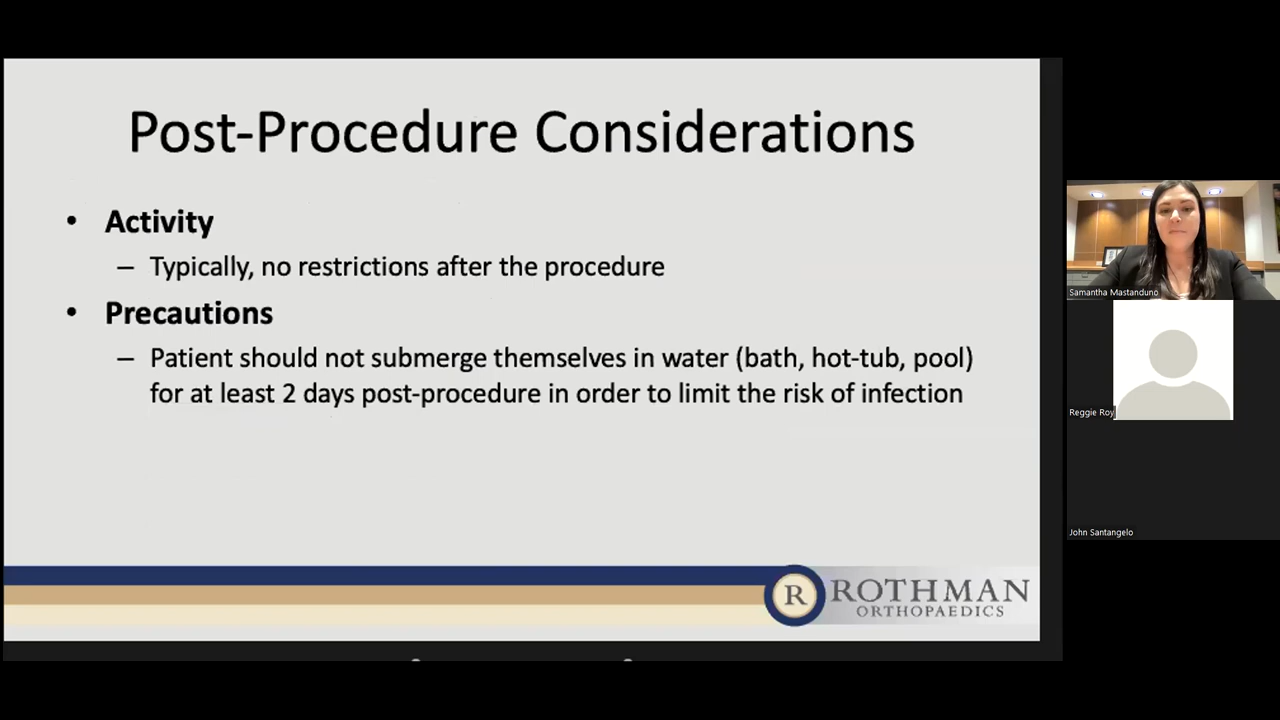 Post-Procedure Considerations
• Activity
– Typically, no restrictions after the procedure
• Precautions
– Patient should not submerge themselves in water (bath, hot-tub, pool)
for at least 2 days post-procedure in order to limit the risk of infection
R ROTHMAN
ORTHOPAEDICS
Samantha Mastanduno
Reggie Roy
John Santangelo